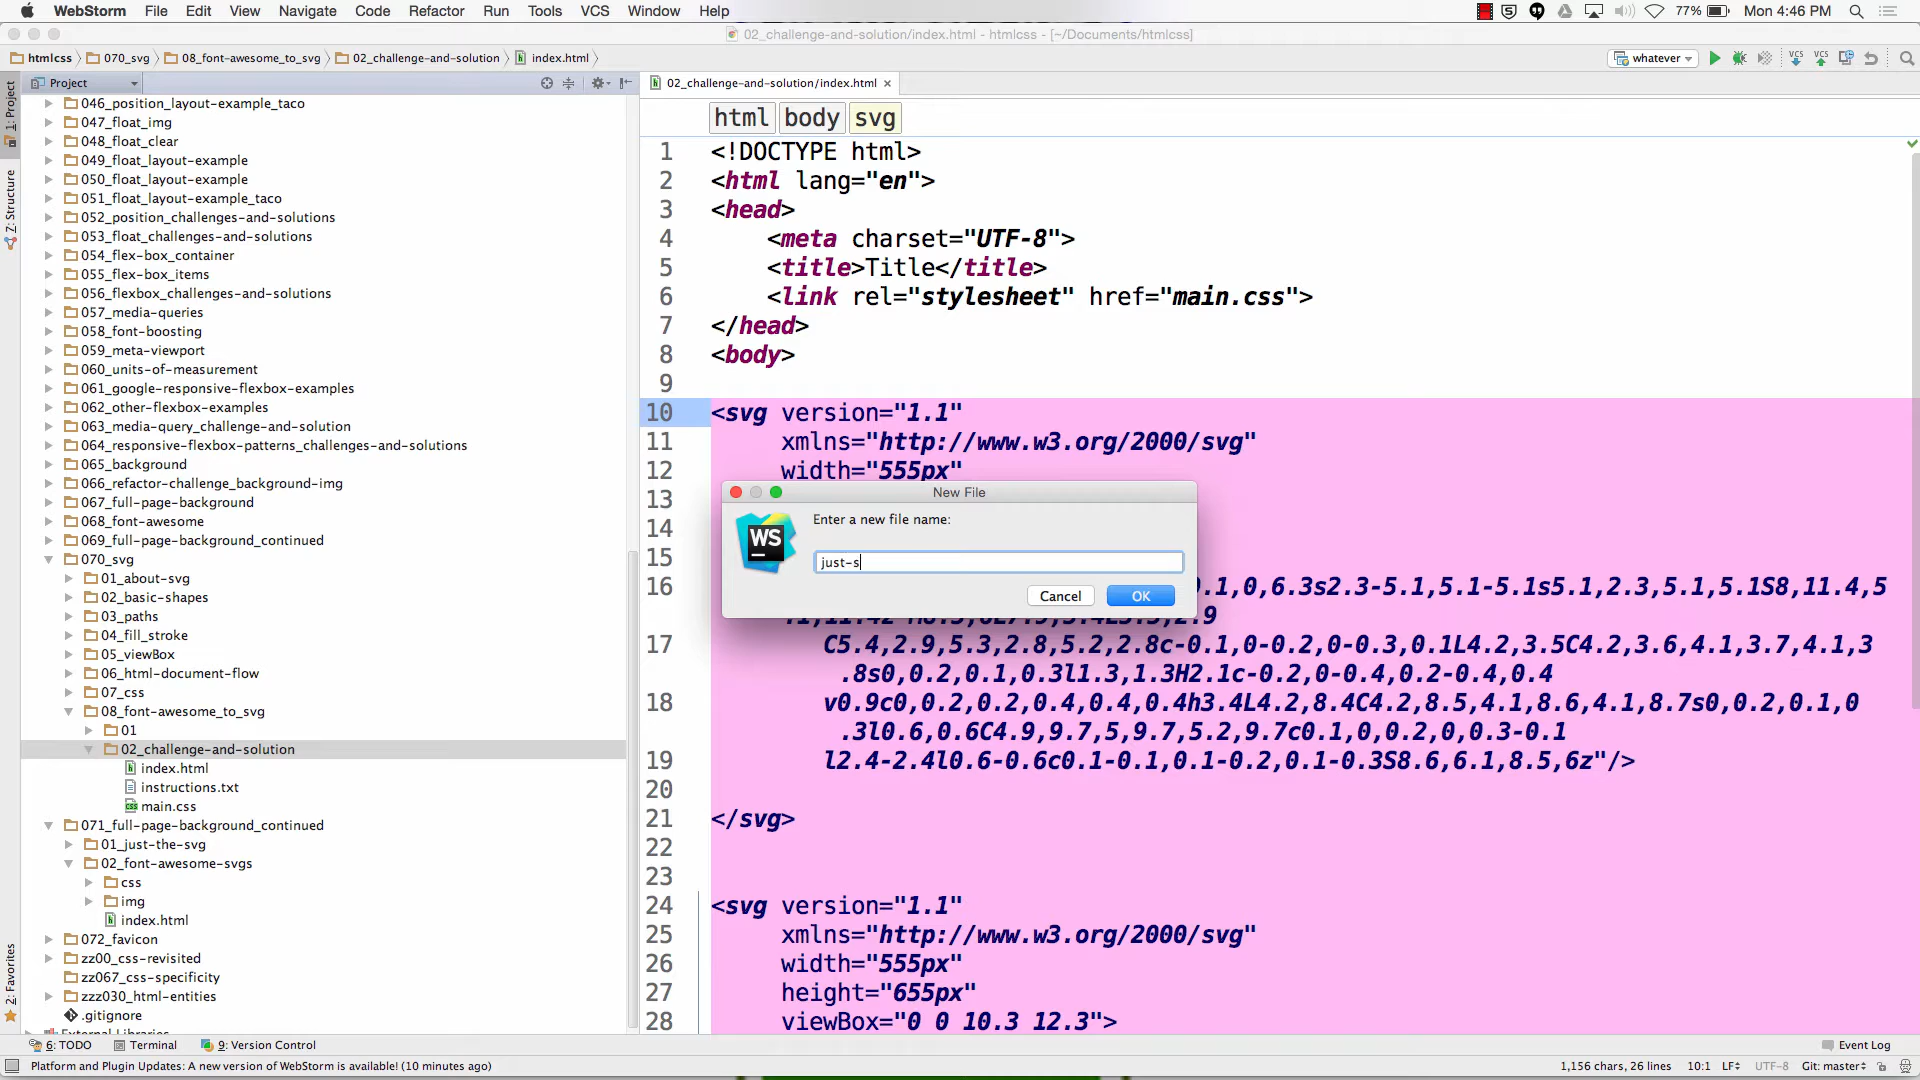 WebStorm File Edit View Navigate Code Refactor Run Tools VCS Window Help 77% Mon 4:46 PM
02_challenge-and-solution/index.html - htmlcss - [~/Documents/htmlcss]
htmlcss 070_svg 08_font-awesome_to_svg 02_challenge-and-solution index.html whatever VCS VCS
Project 02_challenge-and-solution/index.html
1: Project
Z: Structure
2: Favorites
046_position_layout-example_taco
047_float_img
048_float_clear
049_float_layout-example
050_float_layout-example
051_float_layout-example_taco
052_position_challenges-and-solutions
053_float_challenges-and-solutions
054_flex-box_container
055_flex-box_items
056_flexbox_challenges-and-solutions
057_media-queries
058_font-boosting
059_meta-viewport
060_units-of-measurement
061_google-responsive-flexbox-examples
062_other-flexbox-examples
063_media-query_challenge-and-solution
064_responsive-flexbox-patterns_challenges-and-solutions
065_background
066_refactor-challenge_background-img
067_full-page-background
068_font-awesome
069_full-page-background_continued
070_svg
01_about-svg
02_basic-shapes
03_paths
04_fill_stroke
05_viewBox
06_html-document-flow
07_css
08_font-awesome_to_svg
01
02_challenge-and-solution
index.html
instructions.txt
main.css
071_full-page-background_continued
01_just-the-svg
02_font-awesome-svgs
css
img
index.html
072_favicon
zz00_css-revisited
zz067_css-specificity
zzz030_html-entities
.gitignore
External Libraries
html body svg
1 <!DOCTYPE html>
2 <html lang="en">
3 <head>
4 <meta charset="UTF-8">
5 <title>Title</title>
6 <link rel="stylesheet" href="main.css">
7 </head>
8 <body>
9
10 <svg version="1.1"
11 xmlns="http://www.w3.org/2000/svg"
12 width="555px"
13
14
15
16 0.1,0,6.3s2.3-5.1,5.1-5.1s5.1,2.3,5.1,5.1S8,11.4,5
17 C5.4,2.9,5.3,2.8,5.2,2.8c-0.1,0-0.2,0-0.3,0.1L4.2,3.5C4.2,3.6,4.1,3.7,4.1,3
.8s0,0.2,0.1,0.3l1.3,1.3H2.1c-0.2,0-0.4,0.2-0.4,0.4
18 v0.9c0,0.2,0.2,0.4,0.4,0.4h3.4L4.2,8.4C4.2,8.5,4.1,8.6,4.1,8.7s0,0.2,0.1,0
.3l0.6,0.6C4.9,9.7,5,9.7,5.2,9.7c0.1,0,0.2,0,0.3-0.1
19 l2.4-2.4l0.6-0.6c0.1-0.1,0.1-0.2,0.1-0.3S8.6,6.1,8.5,6z"/>
20
21 </svg>
22
23
24 <svg version="1.1"
25 xmlns="http://www.w3.org/2000/svg"
26 width="555px"
27 height="655px"
28 viewBox="0 0 10.3 12.3">
New File
WS
Enter a new file name:
just-s
Cancel OK
6: TODO Terminal 9: Version Control Event Log
Platform and Plugin Updates: A new version of WebStorm is available! (10 minutes ago) 1,156 chars, 26 lines 10:1 LF UTF-8 Git: master